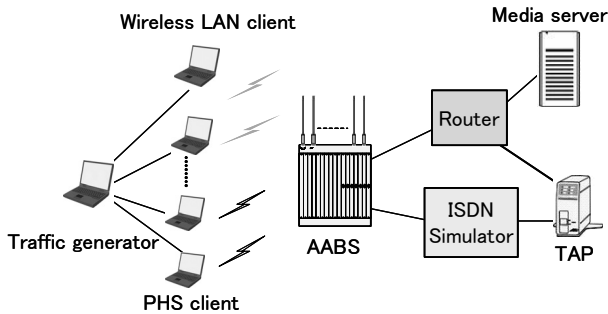 Wireless LAN client
Media server
Router
Traffic generator
AABS
ISDN
Simulator
TAP
PHS client